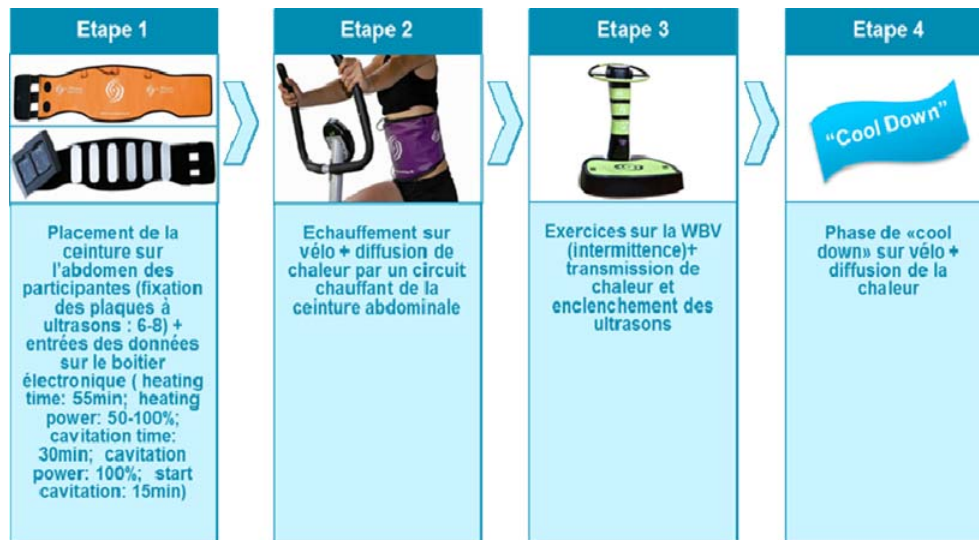 Etape 1
Placement de la
ceinture sur
l'abdomen des
participantes (fixation
des plaques à
ultrasons : 6-8) +
entrées des données
sur le boitier
électronique ( heating
time: 55min; heating
power: 50-100%;
cavitation time:
30min; cavitation
power: 100%; start
cavitation: 15min)
Etape 2
Echauffement sur
vélo + diffusion de
chaleur par un circuit
chauffant de la
ceinture abdominale
Etape 3
Exercices sur la WBV
(intermittence)+
transmission de
chaleur et
enclenchement des
ultrasons
Etape 4
"Cool Down"
Phase de «cool
down» sur vélo +
diffusion de la
chaleur